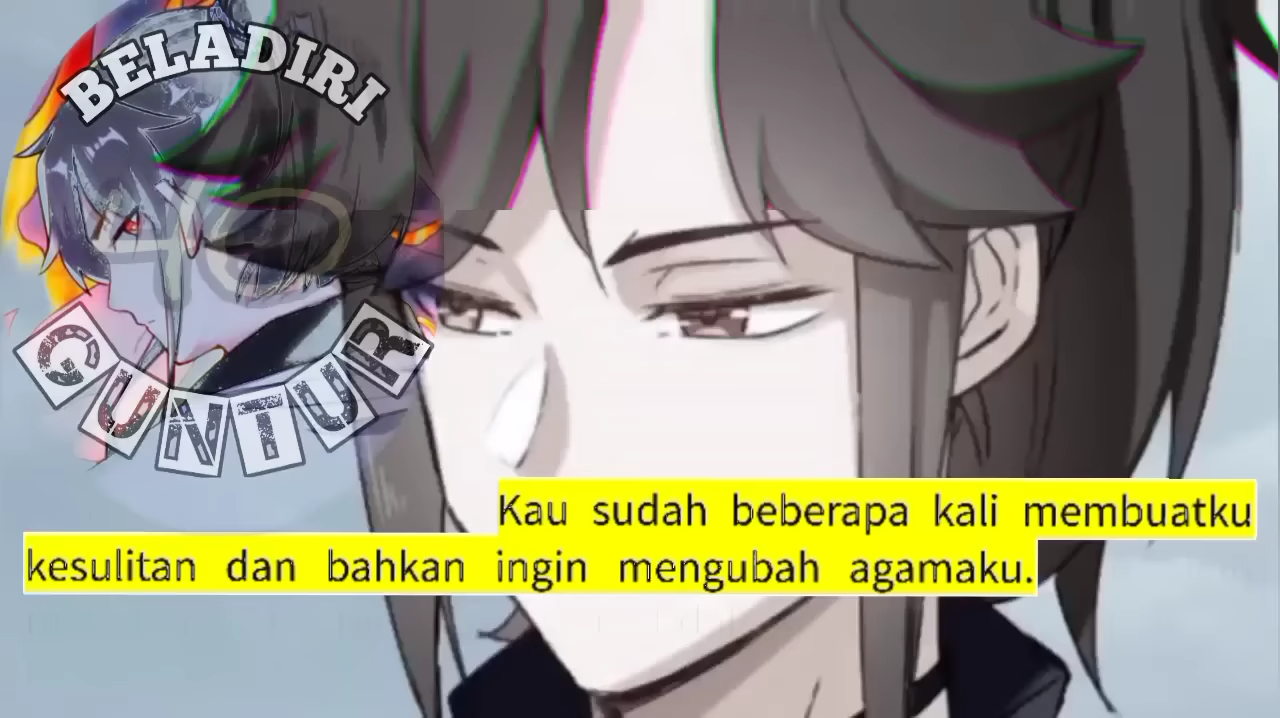 BELADIRI
GUNTUR
Kau sudah beberapa kali membuatku
kesulitan dan bahkan ingin mengubah agamaku.